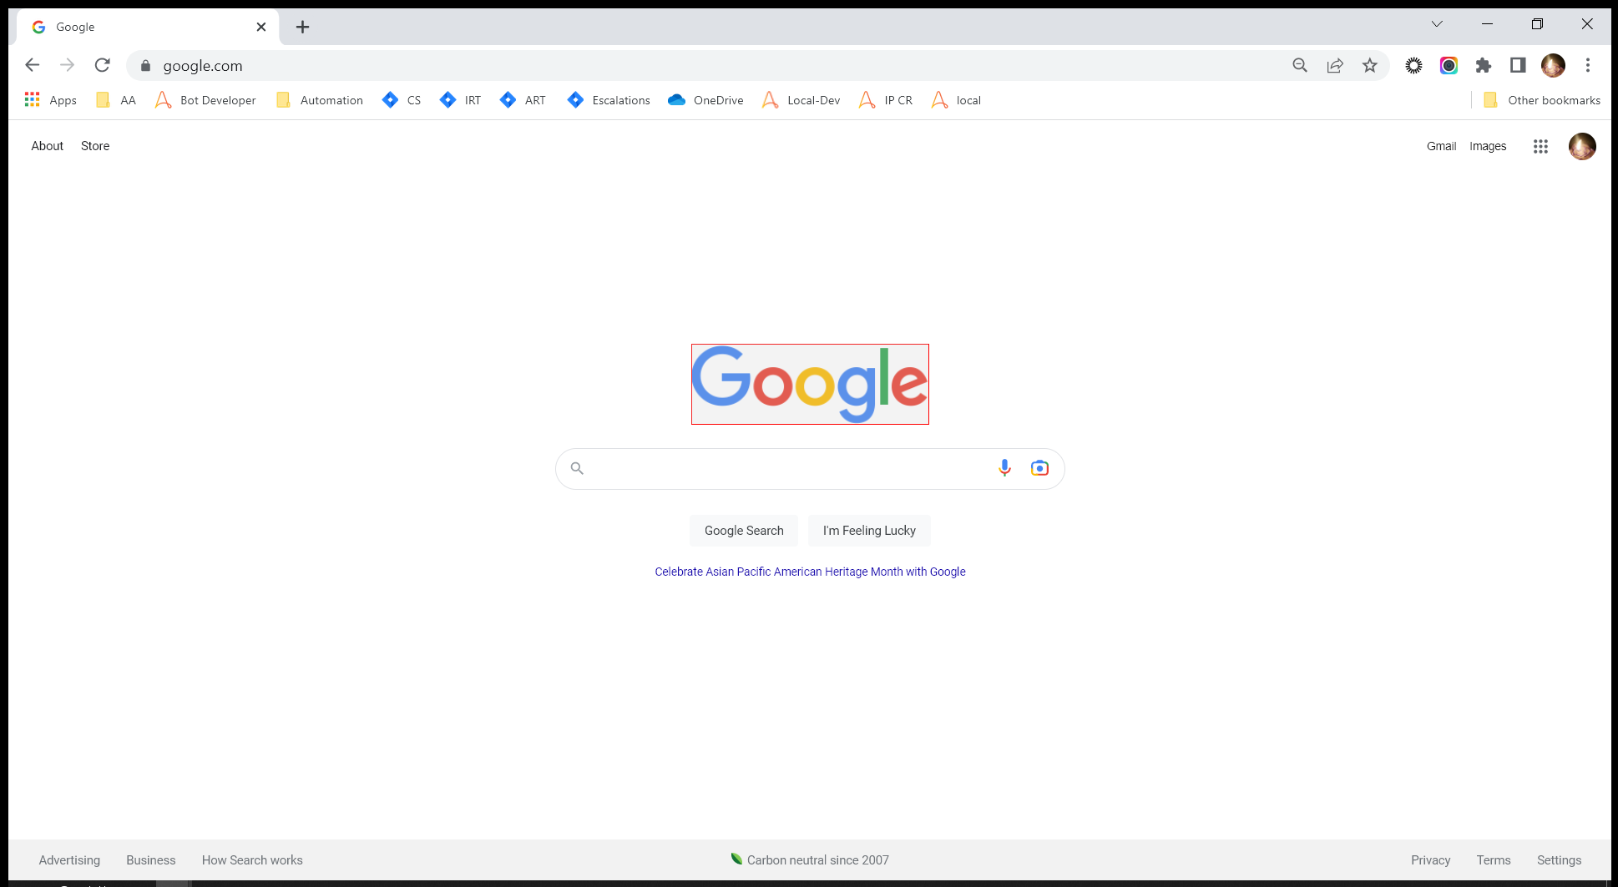 Google
google.com
Apps AA Bot Developer Automation CS IRT ART Escalations OneDrive Local-Dev IP CR local Other bookmarks
About Store Gmail Images
Google
Google Search I'm Feeling Lucky
Celebrate Asian Pacific American Heritage Month with Google
Advertising Business How Search works Carbon neutral since 2007 Privacy Terms Settings